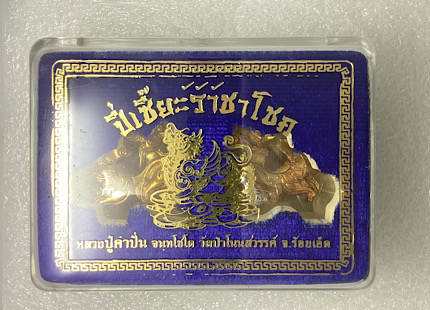 ปี่เซี๊ยะร๊ำชาโชค
หลวงปู่คำปั่น จนฺทโชโต วัดป่าโนนสวรรค์ จ.ร้อยเอ็ด